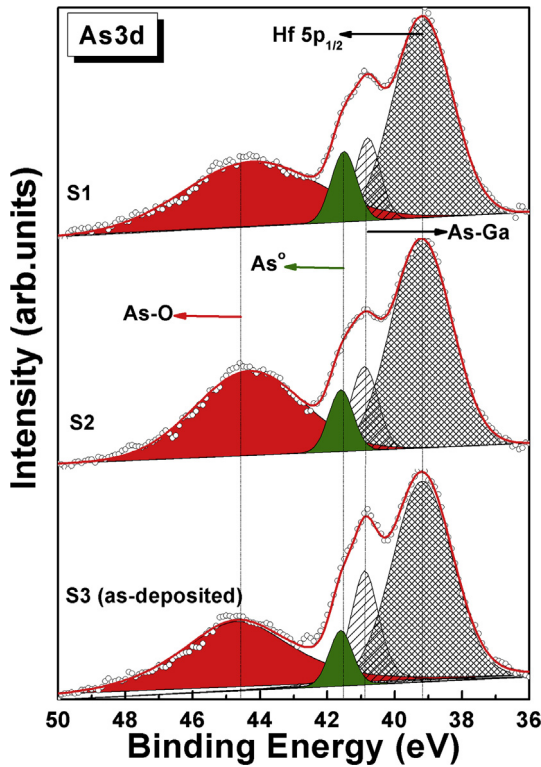 As3d
Hf 5p1/2
S1
As-Ga
As°
As-O
S2
S3 (as-deposited)
Intensity (arb.units)
50 48 46 44 42 40 38 36
Binding Energy (eV)